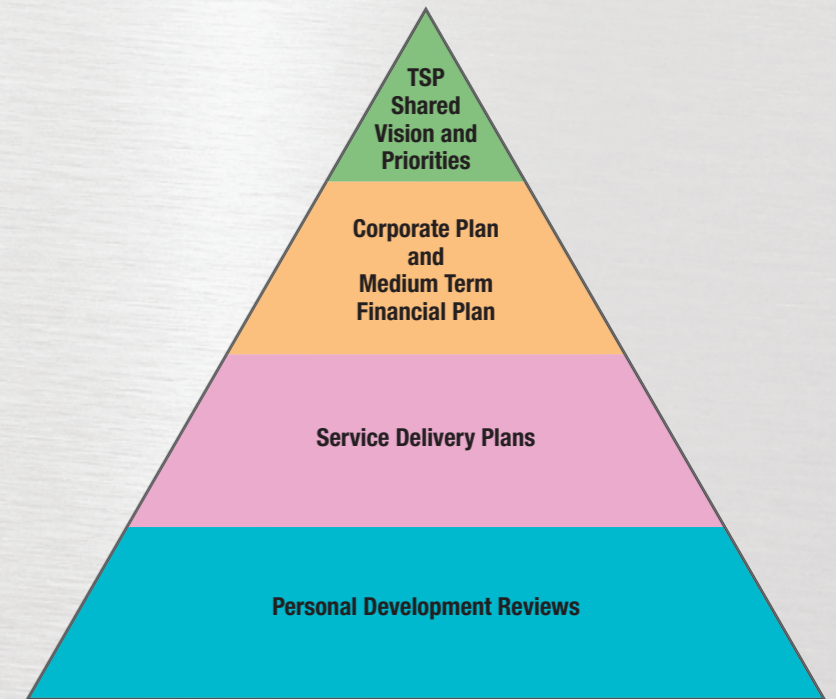 TSP
Shared
Vision and
Priorities
Corporate Plan
and
Medium Term
Financial Plan
Service Delivery Plans
Personal Development Reviews